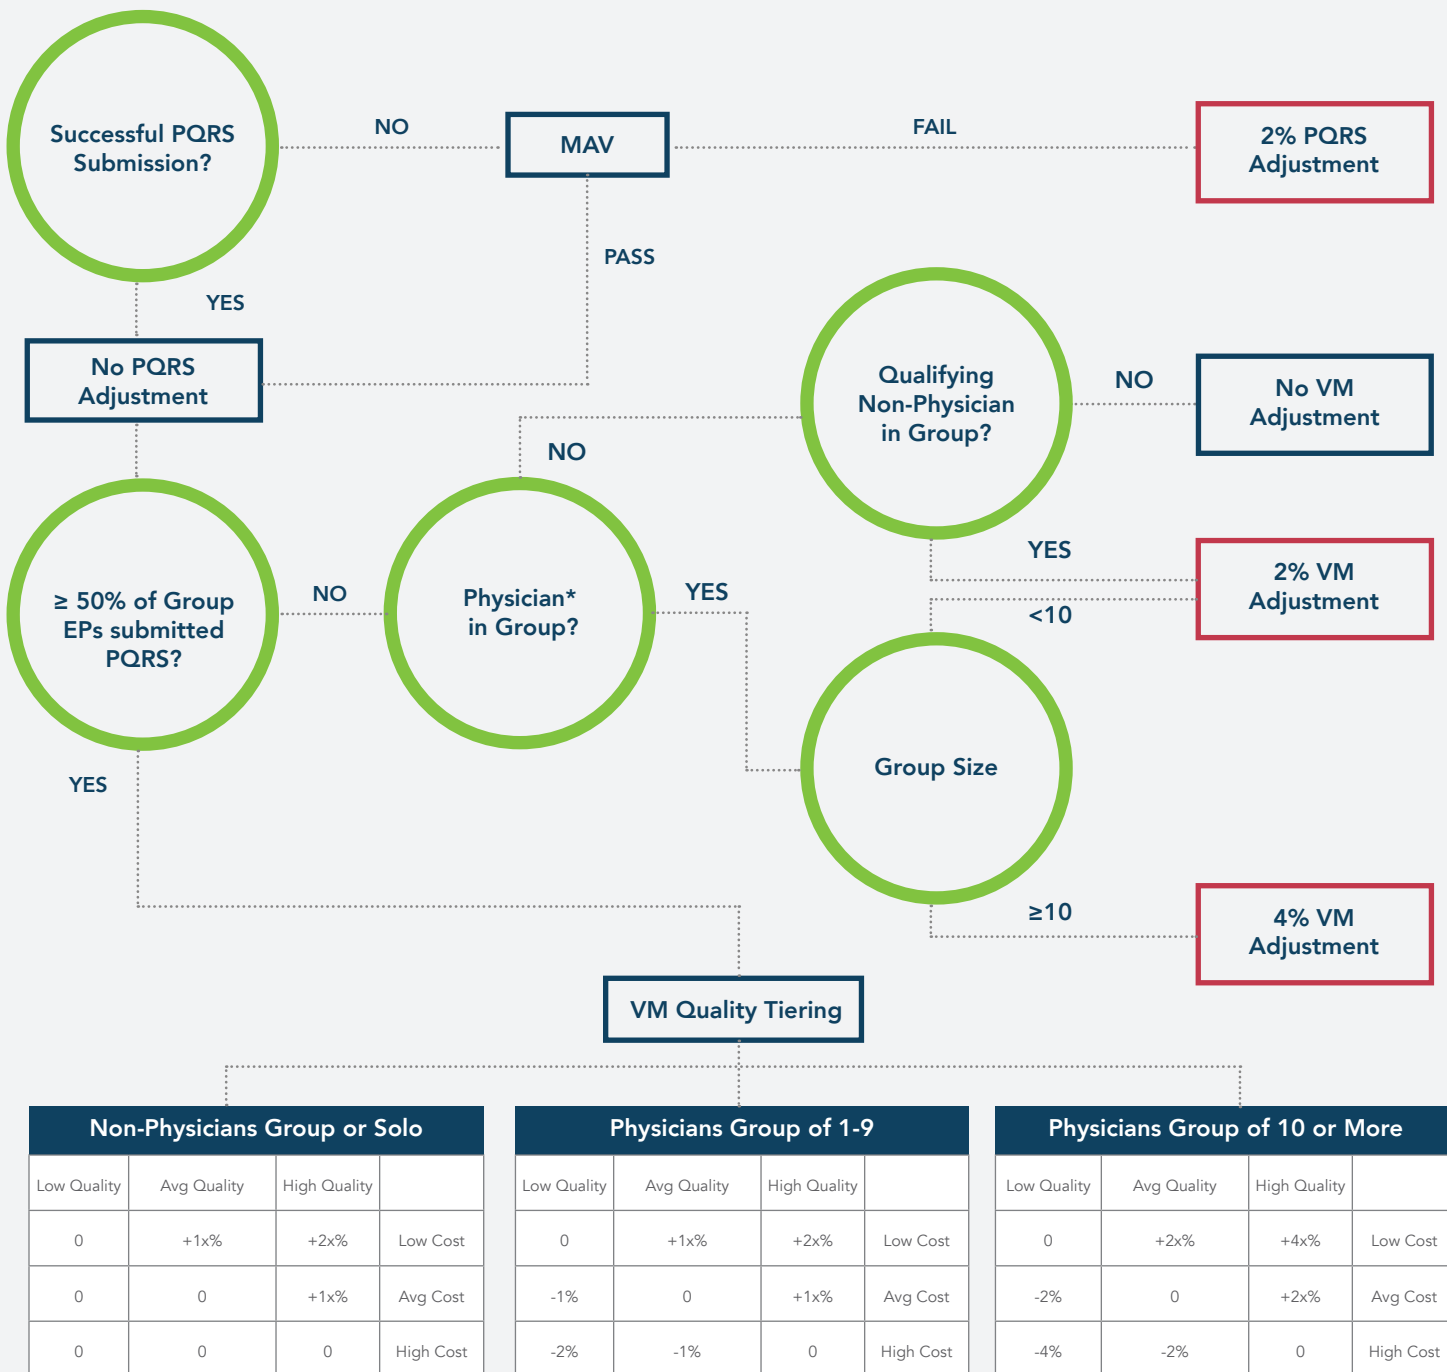 Successful PQRS
Submission?
NO
MAV
FAIL
2% PQRS
Adjustment
PASS
YES
No PQRS
Adjustment
Qualifying
Non-Physician
in Group?
NO
No VM
Adjustment
NO
YES
2% VM
Adjustment
<10
≥ 50% of Group
EPs submitted
PQRS?
NO
Physician*
in Group?
YES
Group Size
YES
≥10
4% VM
Adjustment
VM Quality Tiering
Non-Physicians Group or Solo
Low Quality Avg Quality High Quality
0 +1x% +2x% Low Cost
0 0 +1x% Avg Cost
0 0 0 High Cost
Physicians Group of 1-9
Low Quality Avg Quality High Quality
0 +1x% +2x% Low Cost
-1% 0 +1x% Avg Cost
-2% -1% 0 High Cost
Physicians Group of 10 or More
Low Quality Avg Quality High Quality
0 +2x% +4x% Low Cost
-2% 0 +2x% Avg Cost
-4% -2% 0 High Cost